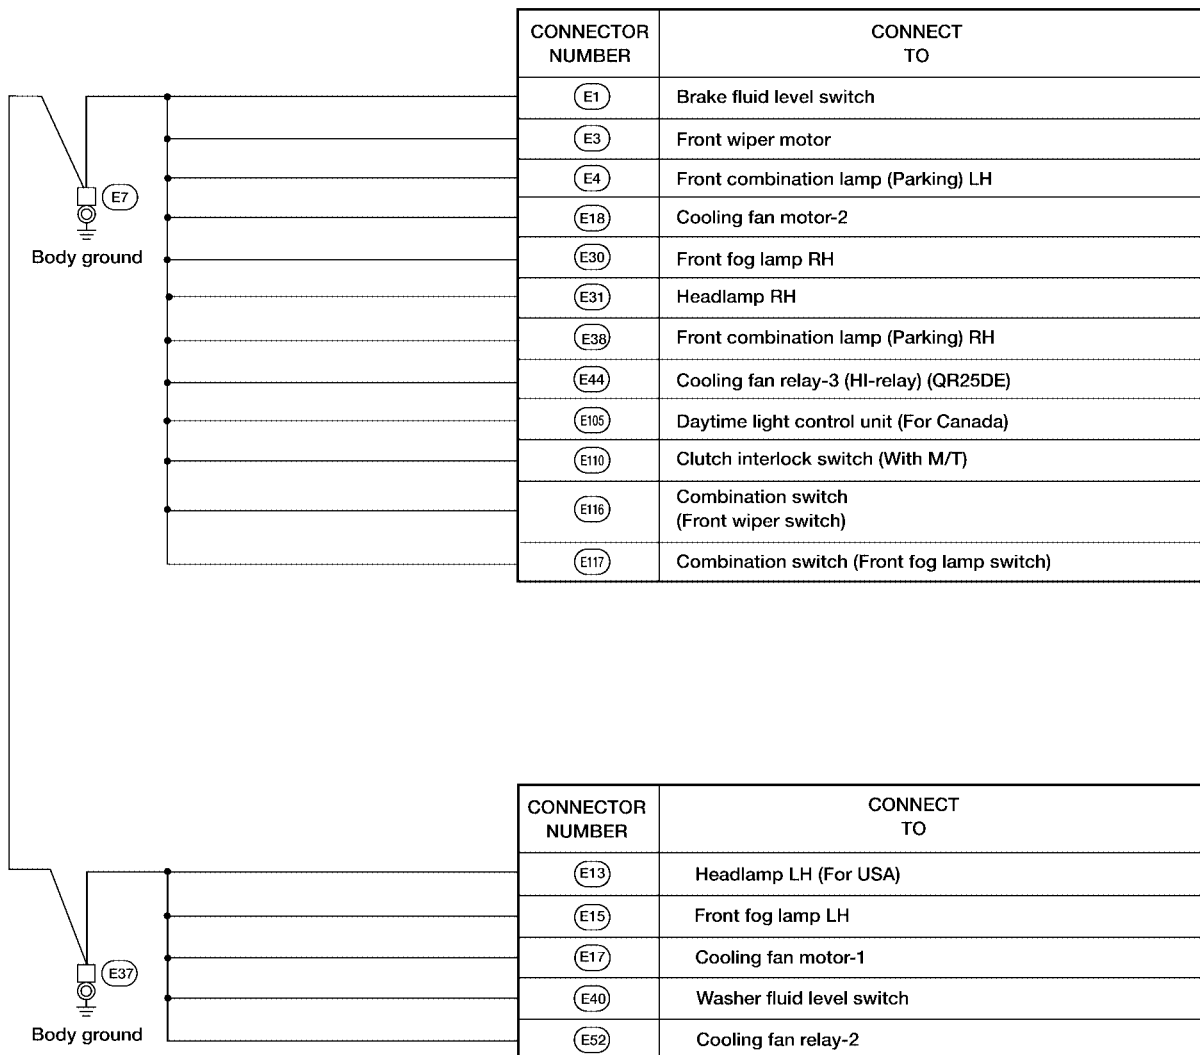 CONNECTOR NUMBER CONNECT TO
E1 Brake fluid level switch
E3 Front wiper motor
E4 Front combination lamp (Parking) LH
E7
E18 Cooling fan motor-2
Body ground
E30 Front fog lamp RH
E31 Headlamp RH
E38 Front combination lamp (Parking) RH
E44 Cooling fan relay-3 (HI-relay) (QR25DE)
E105 Daytime light control unit (For Canada)
E110 Clutch interlock switch (With M/T)
E116 Combination switch
(Front wiper switch)
E117 Combination switch (Front fog lamp switch)
CONNECTOR NUMBER CONNECT TO
E13 Headlamp LH (For USA)
E15 Front fog lamp LH
E17 Cooling fan motor-1
E37
E40 Washer fluid level switch
Body ground
E52 Cooling fan relay-2